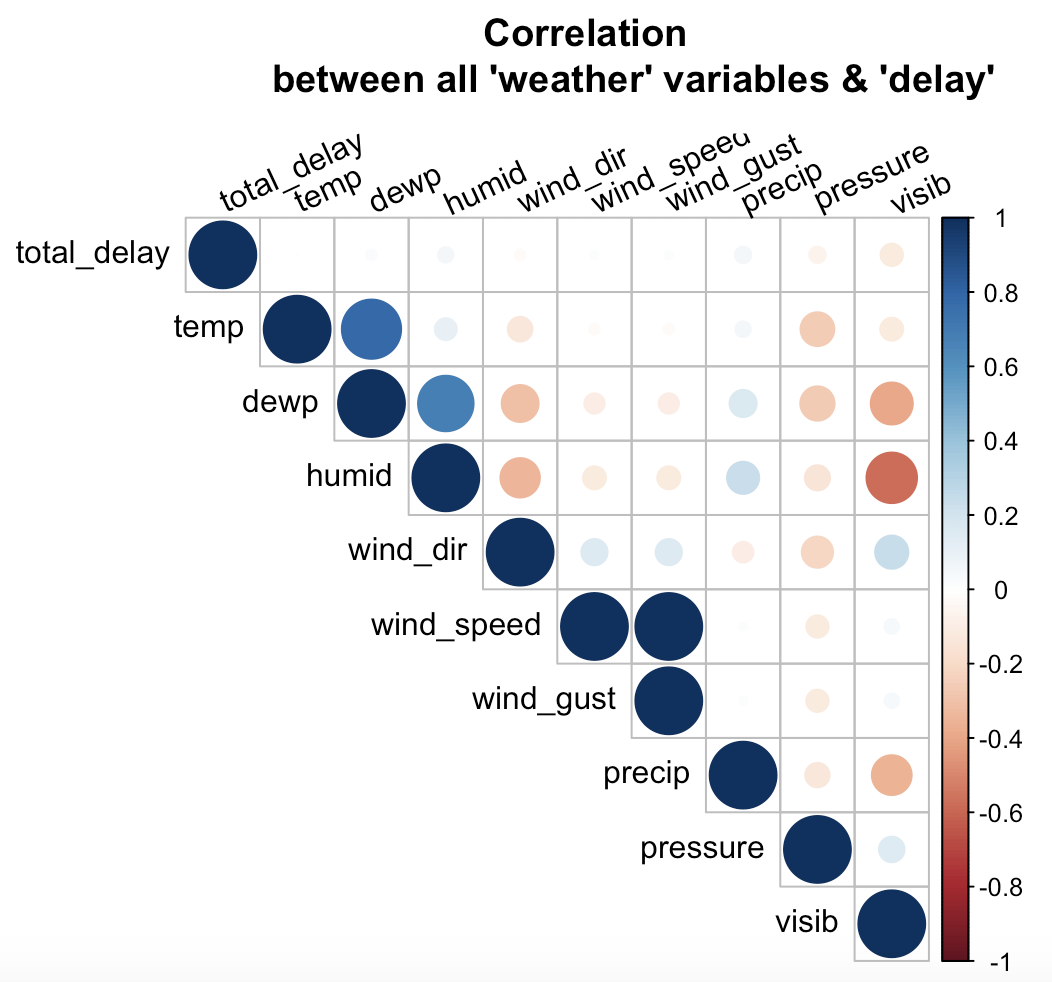 Correlation
between all 'weather' variables & 'delay'
total_delay
temp
dewp
humid
wind_dir
wind_speed
wind_gust
precip
pressure
visib
total_delay
temp
dewp
humid
wind_dir
wind_speed
wind_gust
precip
pressure
visib
1
0.8
0.6
0.4
0.2
0
-0.2
-0.4
-0.6
-0.8
-1